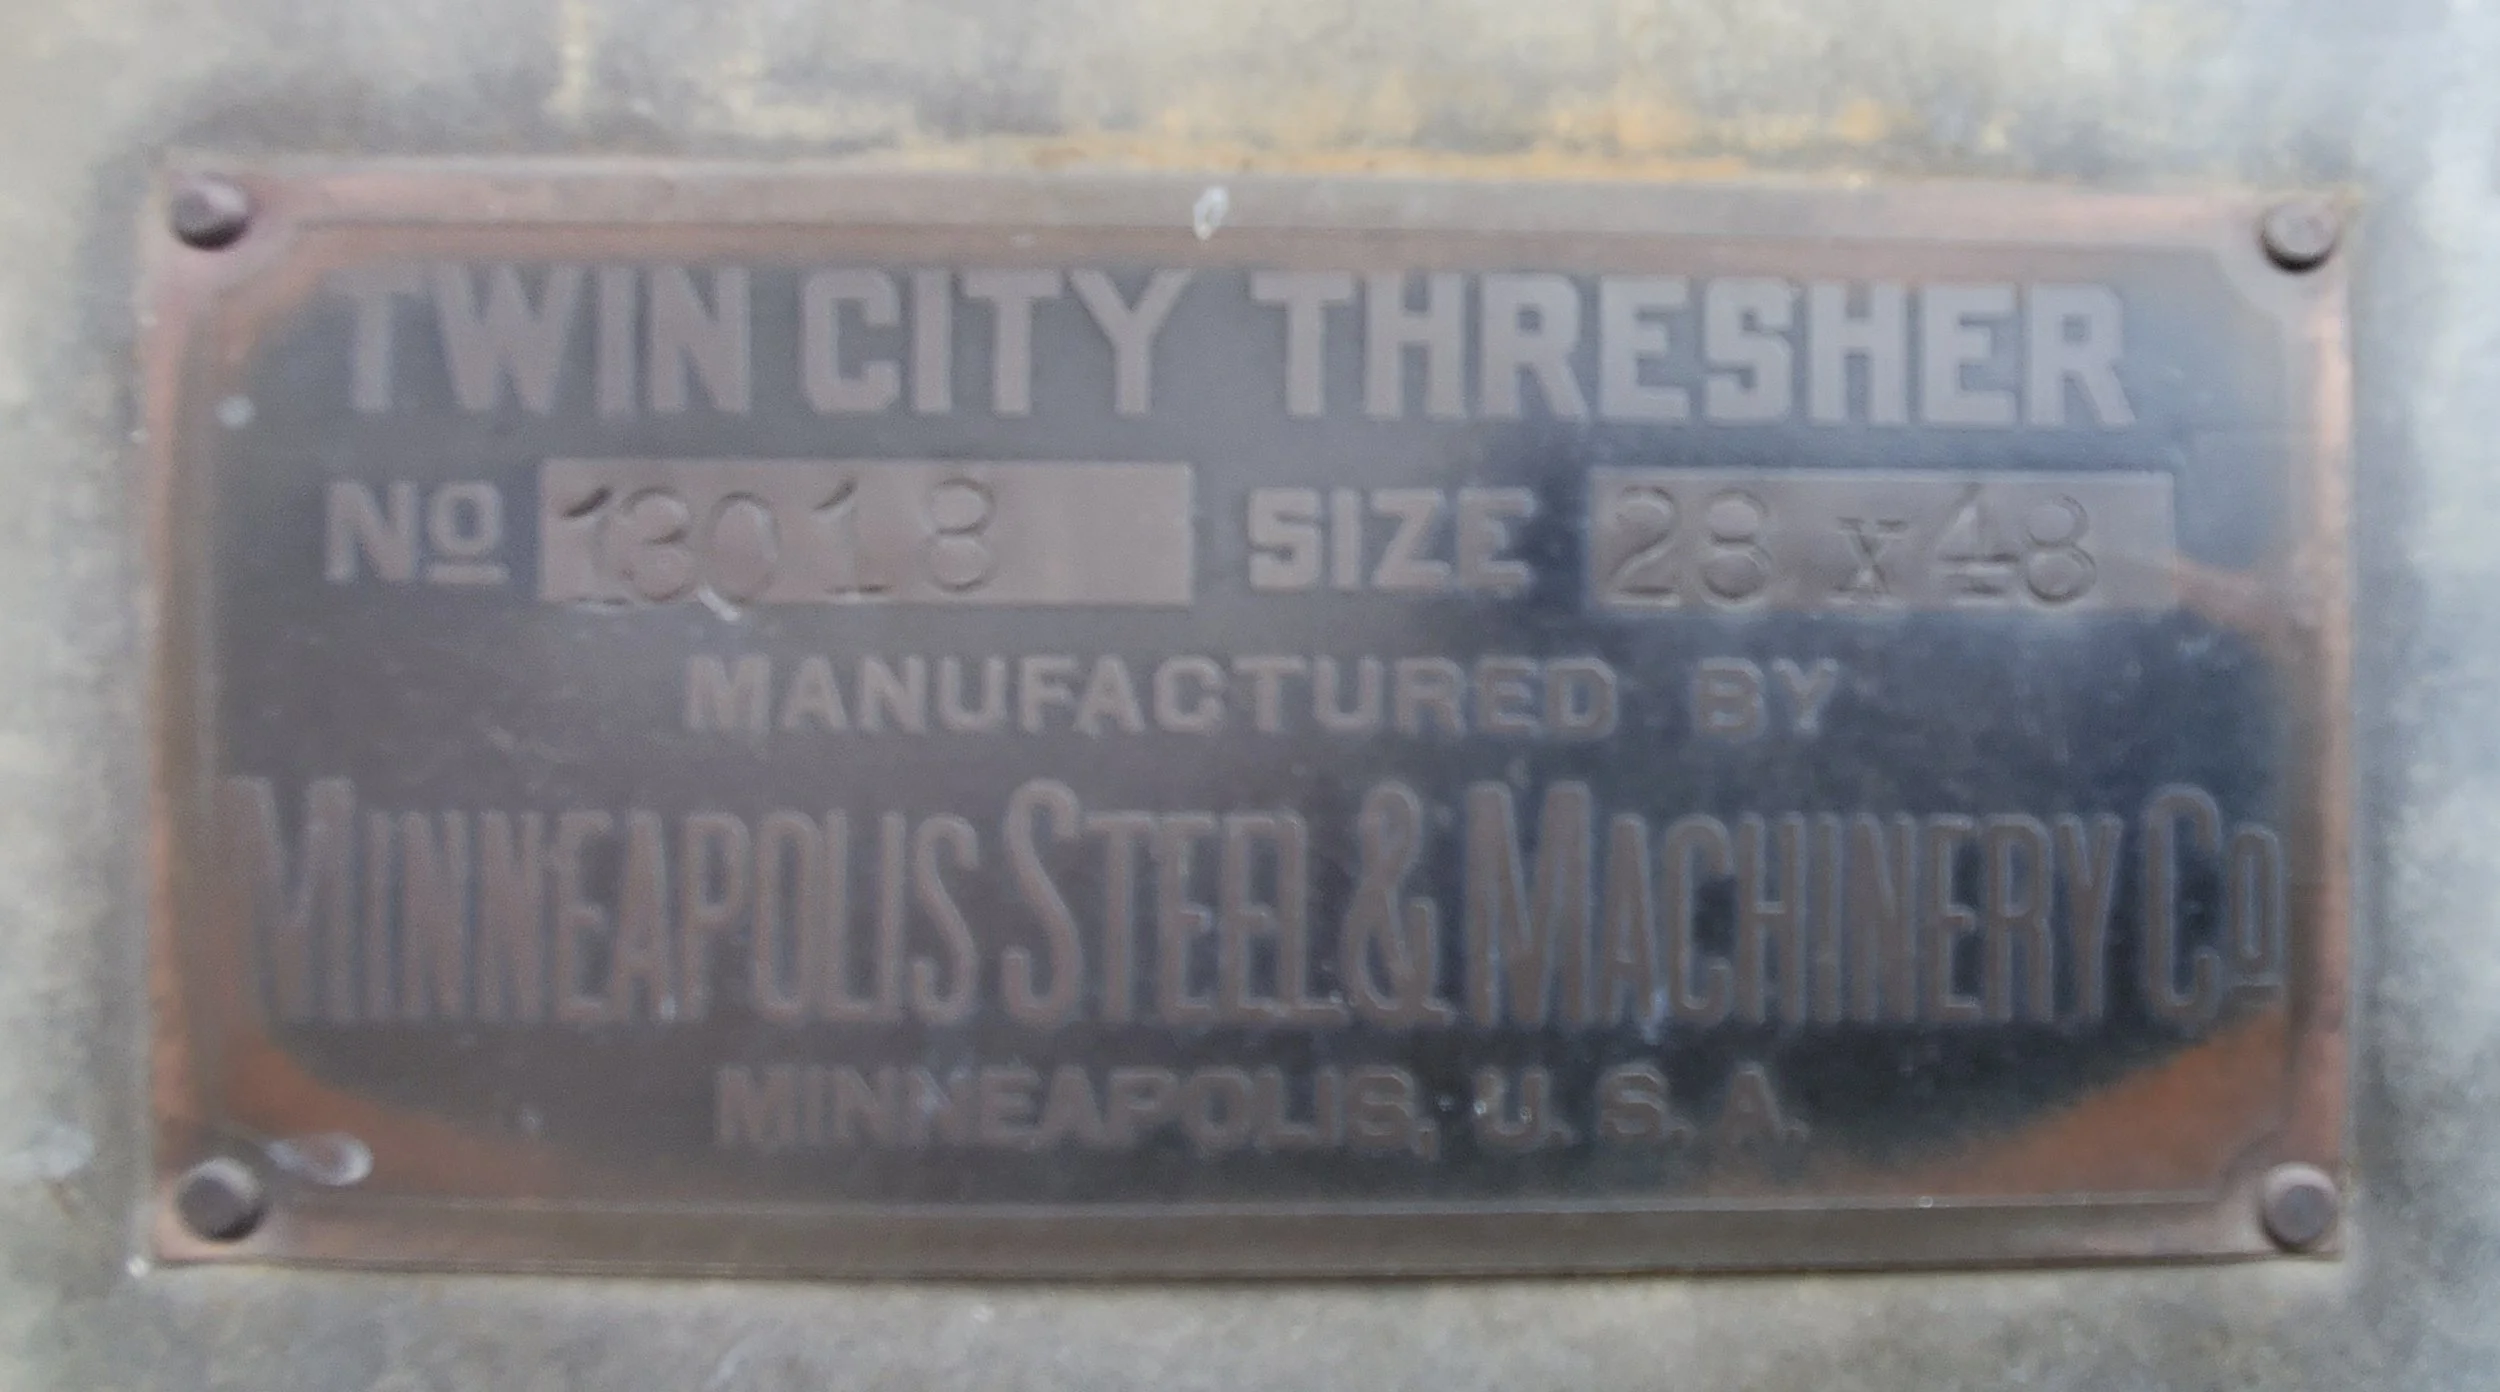 TWIN CITY THRESHER
No 13018 SIZE 28 x 48
MANUFACTURED BY
MINNEAPOLIS STEEL & MACHINERY Co
MINNEAPOLIS, U. S. A.